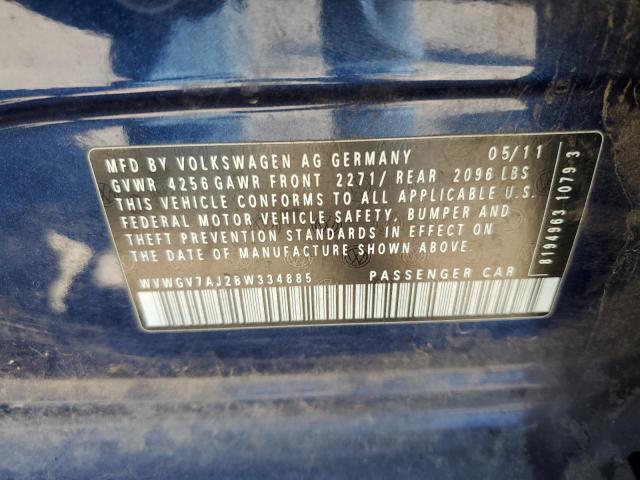 MFD BY VOLKSWAGEN AG GERMANY 05/11
GVWR 4256 GAWR FRONT 2271/ REAR 2096 LBS
THIS VEHICLE CONFORMS TO ALL APPLICABLE U.S.
FEDERAL MOTOR VEHICLE SAFETY, BUMPER AND
THEFT PREVENTION STANDARDS IN EFFECT ON
THE DATE OF MANUFACTURE SHOWN ABOVE.
WVWGV7AJ2BW334885 PASSENGER CAR
8194963 1079 3